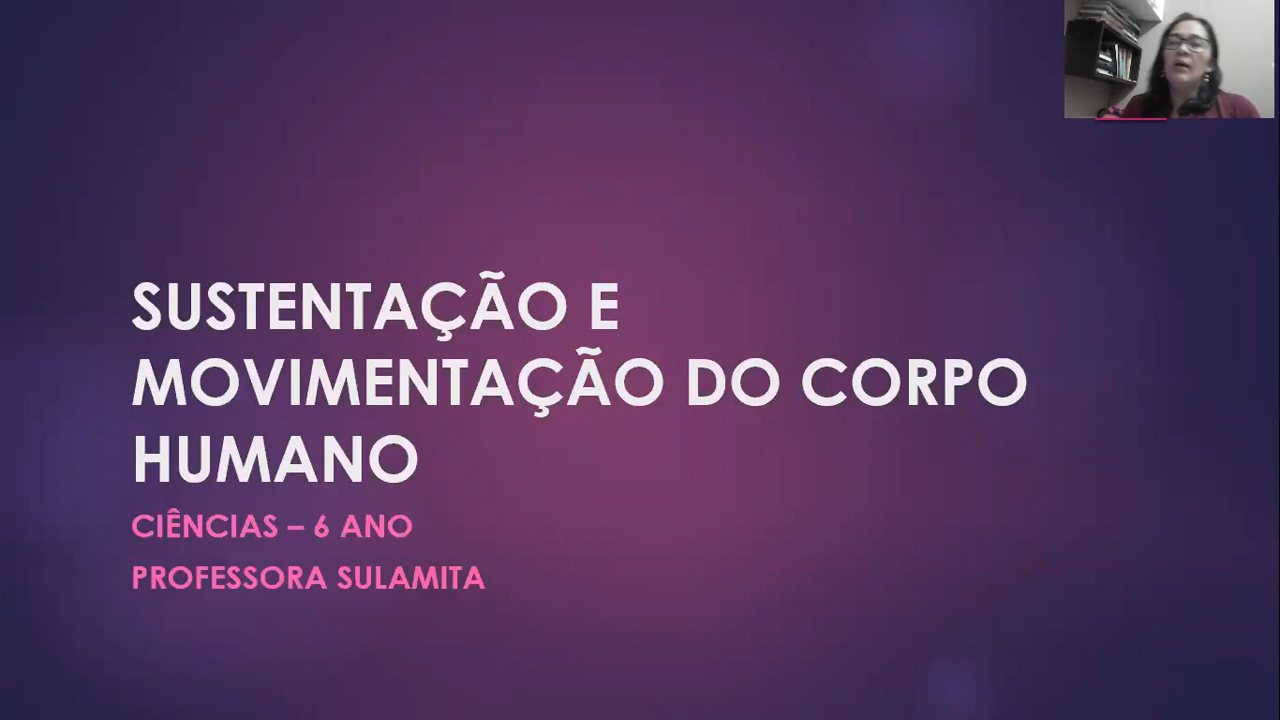 SUSTENTAÇÃO E
MOVIMENTAÇÃO DO CORPO
HUMANO
CIÊNCIAS – 6 ANO
PROFESSORA SULAMITA